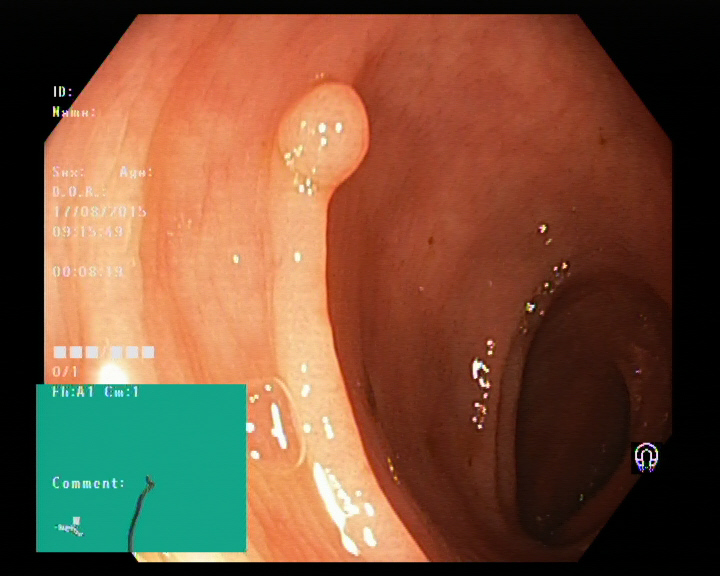 ID:
Name:
Sex: Age:
D.O.B.:
17/08/2015
09:15:49
00:08:19
0/1
Ph:A1 Cm:1
Comment: